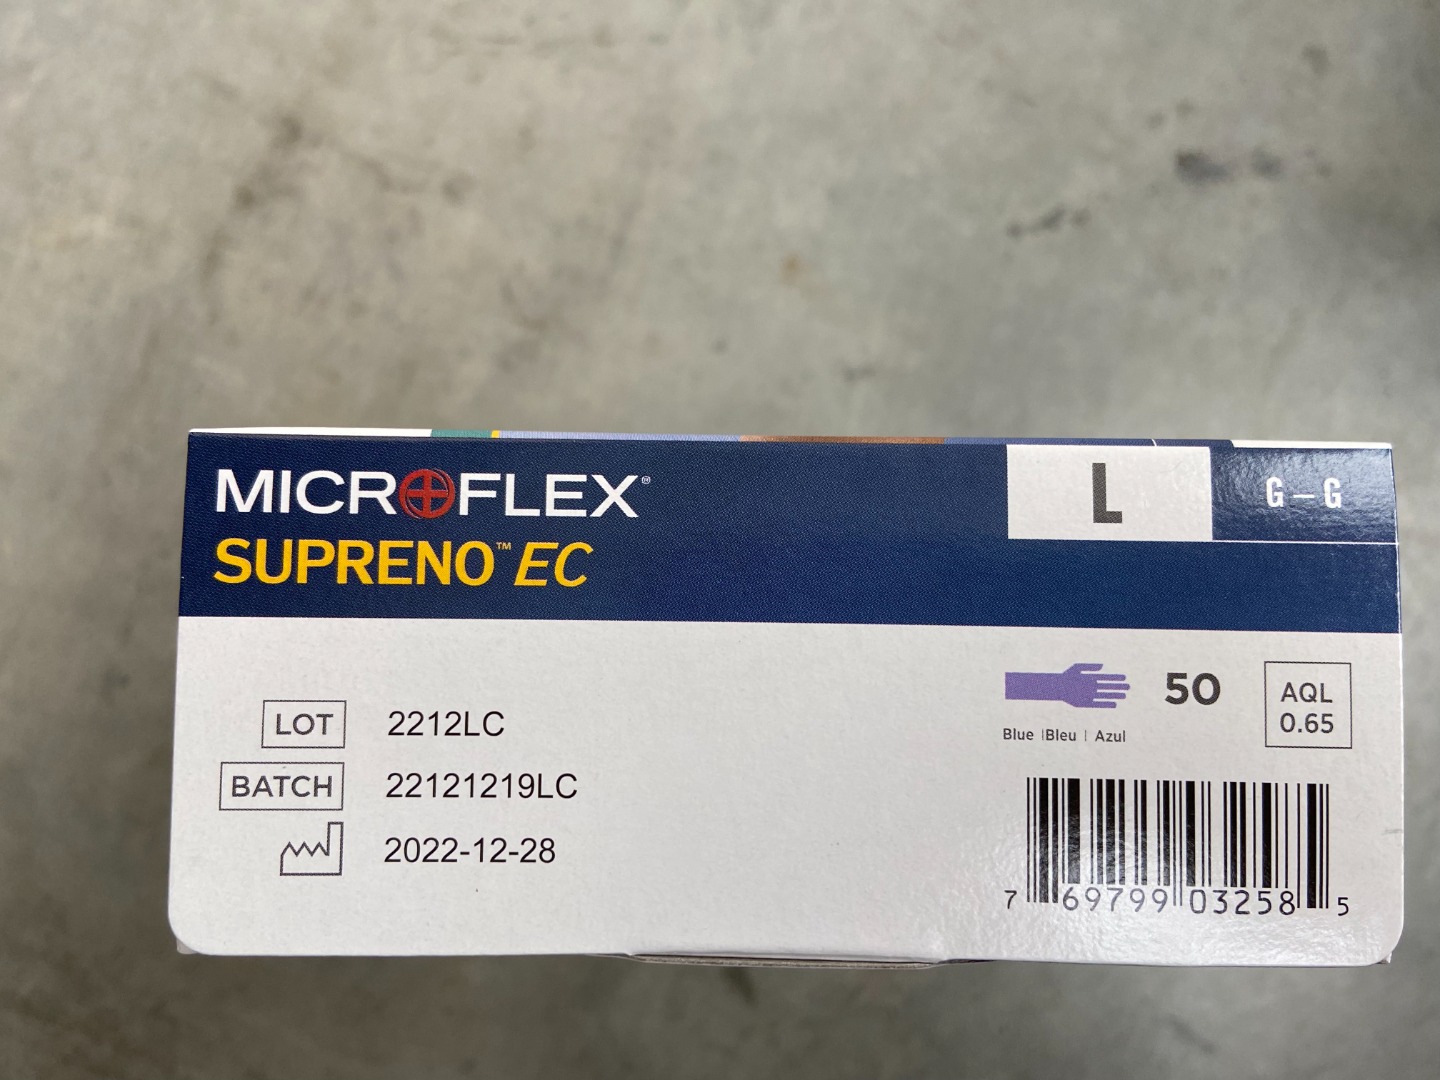 MICROFLEX®
SUPRENO™ EC
L
G – G
LOT 2212LC
BATCH 22121219LC
2022-12-28
50
Blue | Bleu | Azul
AQL
0.65
7 69799 03258 5